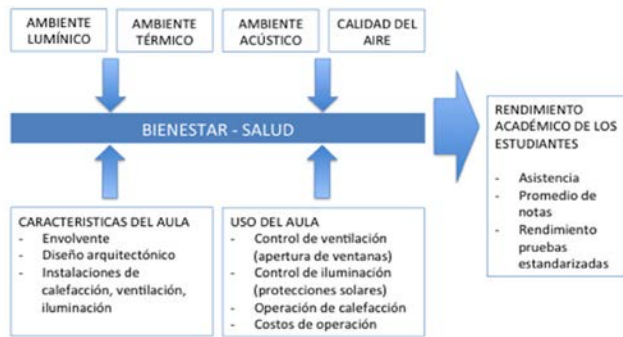 AMBIENTE
LUMÍNICO
AMBIENTE
TÉRMICO
AMBIENTE
ACÚSTICO
CALIDAD DEL
AIRE
BIENESTAR - SALUD
RENDIMIENTO
ACADÉMICO DE LOS
ESTUDIANTES
- Asistencia
- Promedio de
notas
- Rendimiento
pruebas
estandarizadas
CARACTERISTICAS DEL AULA
- Envolvente
- Diseño arquitectónico
- Instalaciones de
calefacción, ventilación,
iluminación
USO DEL AULA
- Control de ventilación
(apertura de ventanas)
- Control de iluminación
(protecciones solares)
- Operación de calefacción
- Costos de operación